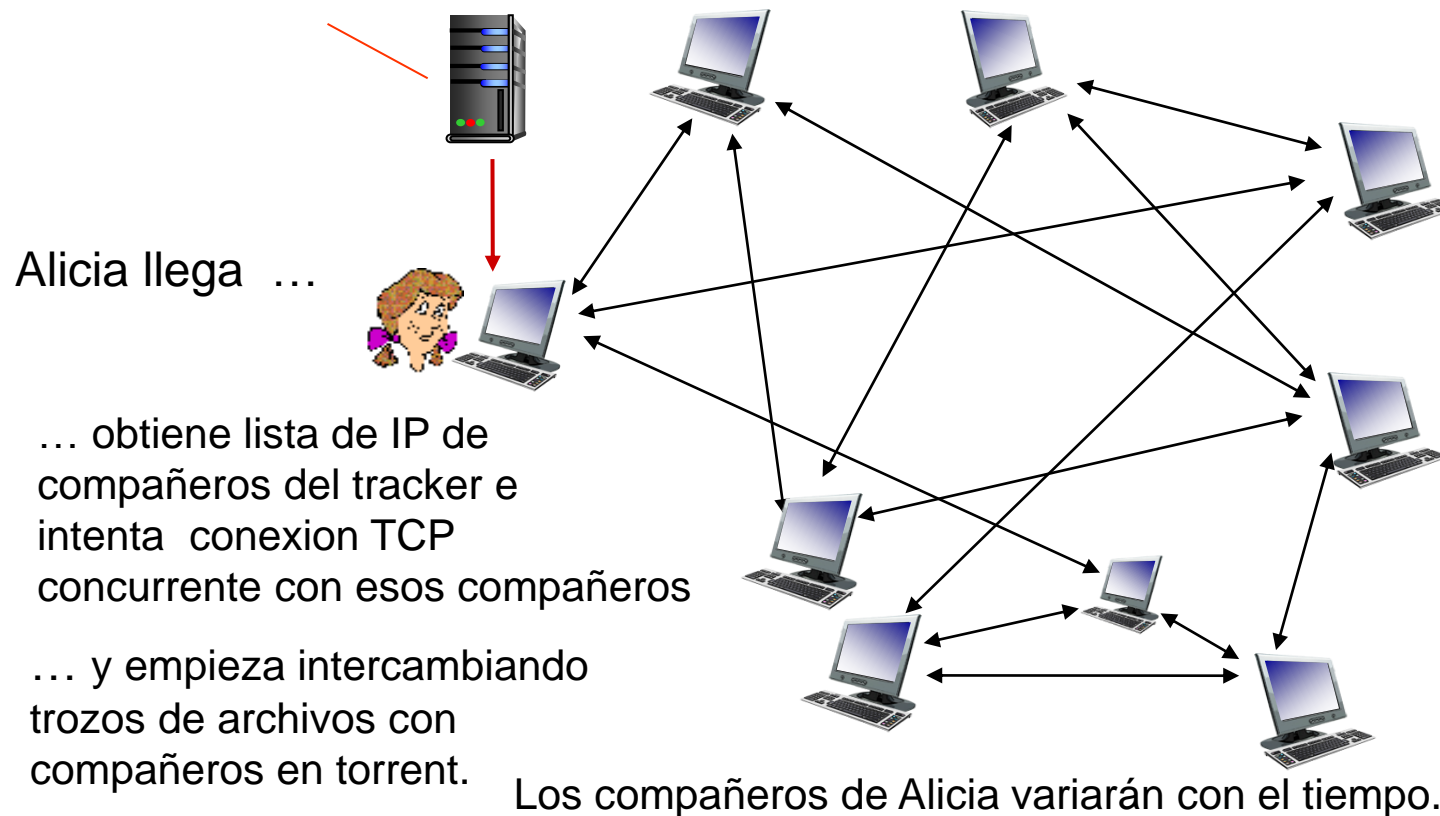 Alicia llega …
… obtiene lista de IP de
compañeros del tracker e
intenta conexion TCP
concurrente con esos compañeros
… y empieza intercambiando
trozos de archivos con
compañeros en torrent.
Los compañeros de Alicia variarán con el tiempo.